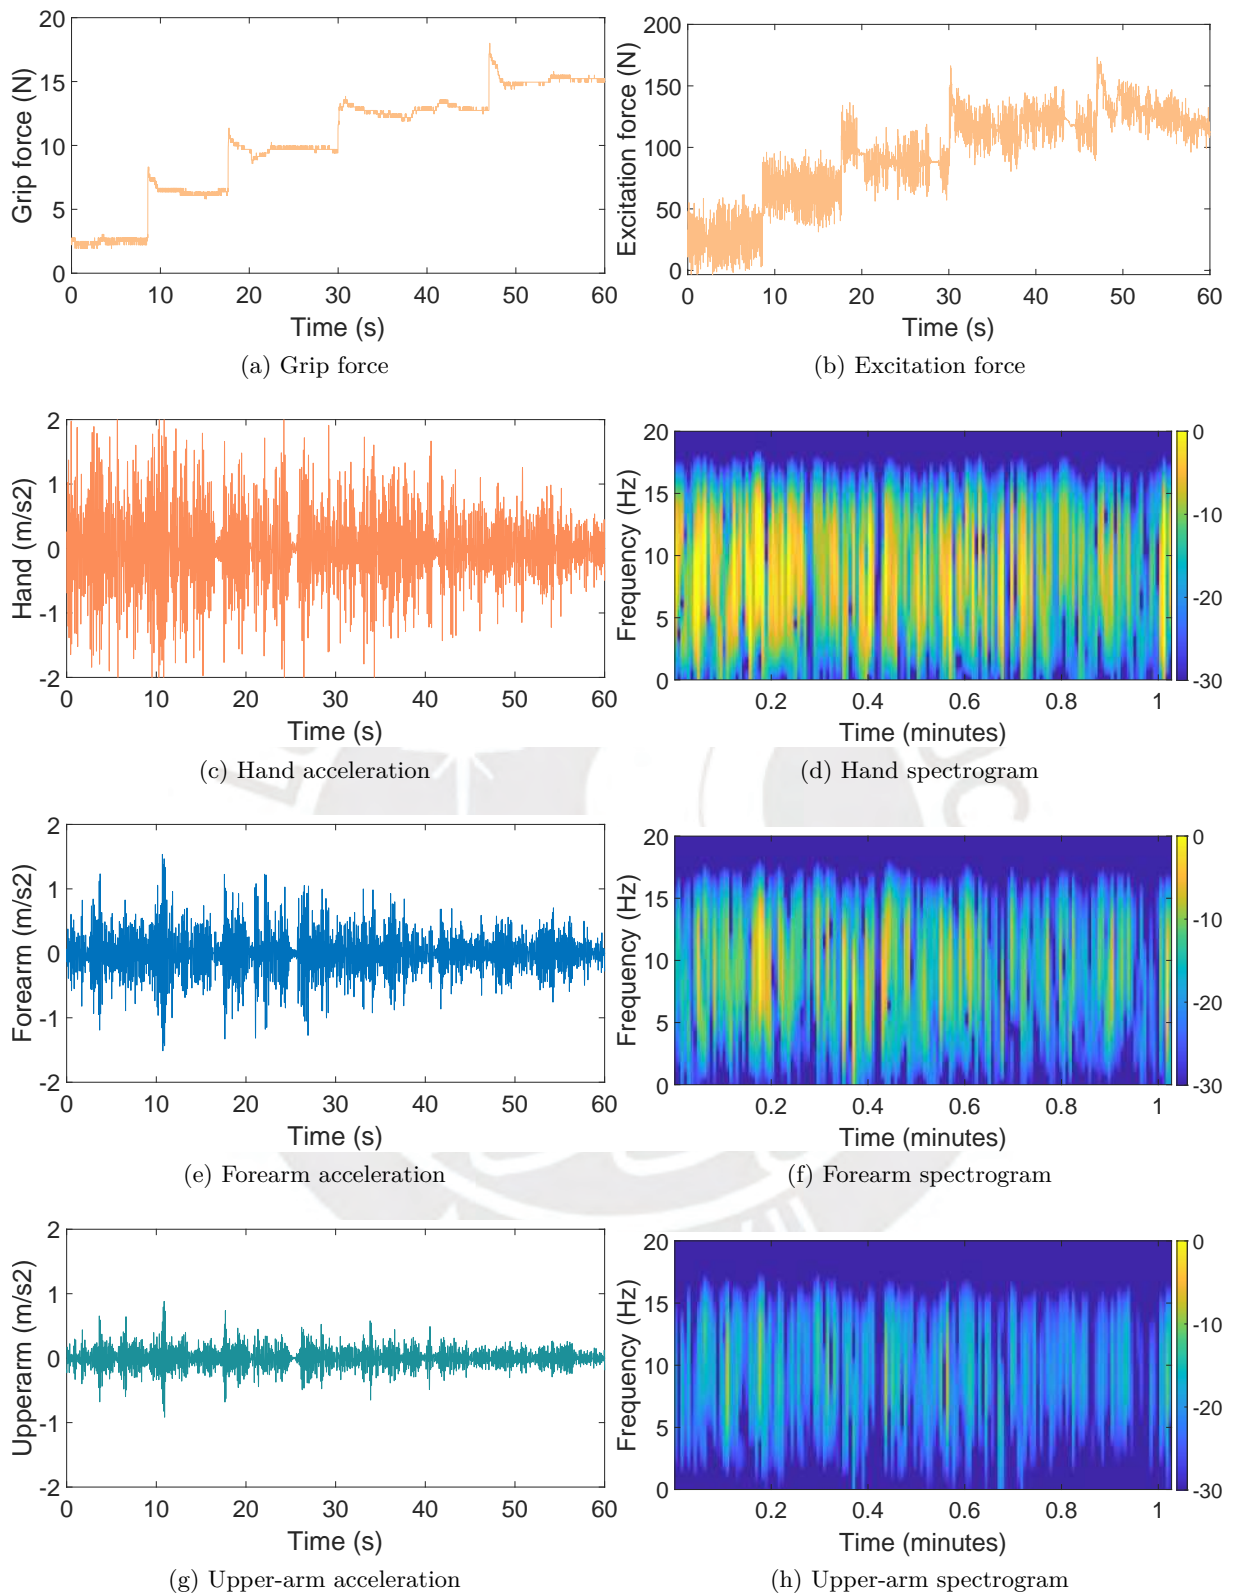 Grip force (N)
20
15
10
5
0
0 10 20 30 40 50 60
Time (s)
(a) Grip force
Excitation force (N)
200
150
100
50
0
0 10 20 30 40 50 60
Time (s)
(b) Excitation force
Hand (m/s2)
2
1
0
-1
-2
0 10 20 30 40 50 60
Time (s)
(c) Hand acceleration
Frequency (Hz)
20
15
10
5
0
0.2 0.4 0.6 0.8 1
Time (minutes)
0
-10
-20
-30
(d) Hand spectrogram
Forearm (m/s2)
2
1
0
-1
-2
0 10 20 30 40 50 60
Time (s)
(e) Forearm acceleration
Frequency (Hz)
20
15
10
5
0
0.2 0.4 0.6 0.8 1
Time (minutes)
0
-10
-20
-30
(f) Forearm spectrogram
Upperarm (m/s2)
2
1
0
-1
-2
0 10 20 30 40 50 60
Time (s)
(g) Upper-arm acceleration
Frequency (Hz)
20
15
10
5
0
0.2 0.4 0.6 0.8 1
Time (minutes)
0
-10
-20
-30
(h) Upper-arm spectrogram